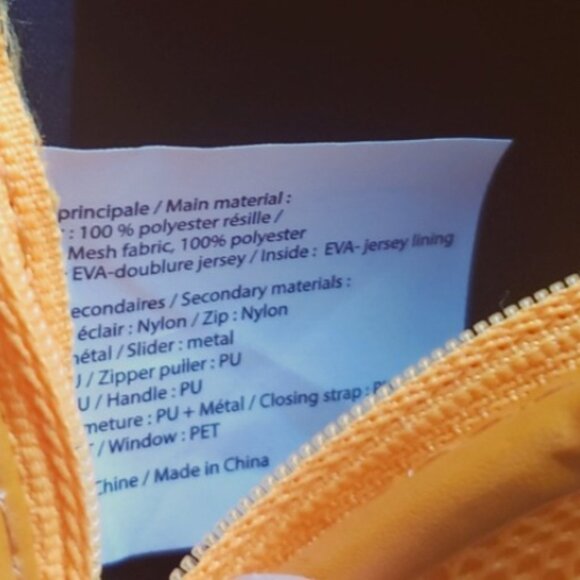 principale / Main material :
: 100 % polyester résille /
Mesh fabric, 100% polyester
EVA-doublure jersey / Inside : EVA- jersey lining
econdaires / Secondary materials :
éclair : Nylon / Zip : Nylon
étal / Slider : metal
/ Zipper puller : PU
U / Handle : PU
meture : PU + Métal / Closing strap :
/ Window : PET
Chine / Made in China